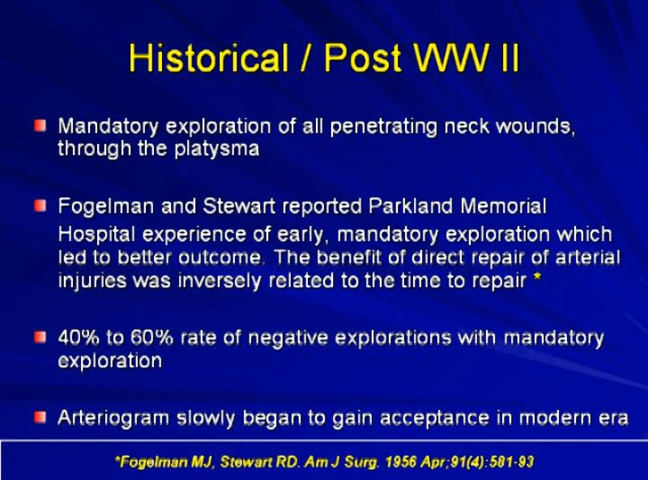 Historical / Post WW II
Mandatory exploration of all penetrating neck wounds,
through the platysma
Fogelman and Stewart reported Parkland Memorial
Hospital experience of early, mandatory exploration which
led to better outcome. The benefit of direct repair of arterial
injuries was inversely related to the time to repair *
40% to 60% rate of negative explorations with mandatory
exploration
Arteriogram slowly began to gain acceptance in modern era
*Fogelman MJ, Stewart RD. Am J Surg. 1956 Apr;91(4):581-93